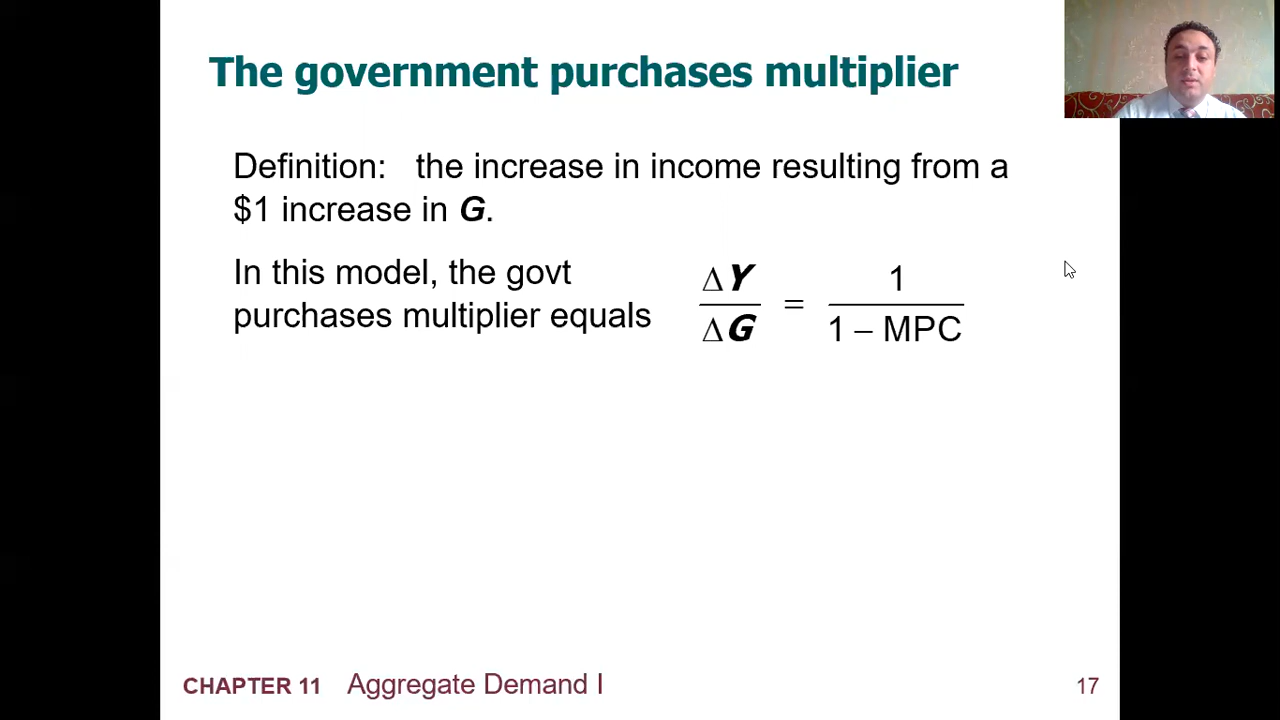 The government purchases multiplier
Definition: the increase in income resulting from a
$1 increase in G.
In this model, the govt
purchases multiplier equals
ΔY / ΔG = 1 / 1 – MPC
CHAPTER 11 Aggregate Demand I
17